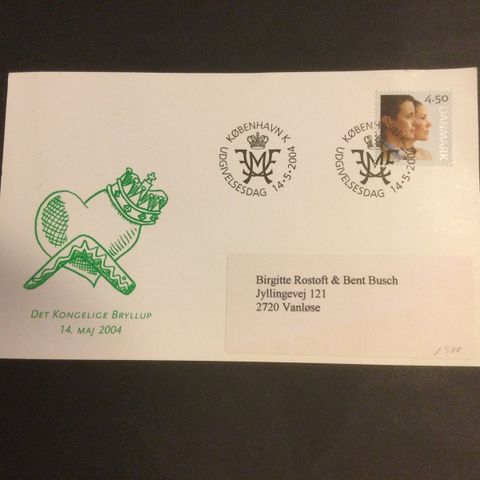 KØBENHAVN K
UDGIVELSESDAG 14·5·2004
KØBENHAVN K
UDGIVELSESDAG 14·5·2004
4.50
DANMARK
DET KONGELIGE BRYLLUP
14. MAJ 2004
Birgitte Rostoft & Bent Busch
Jyllingevej 121
2720 Vanløse